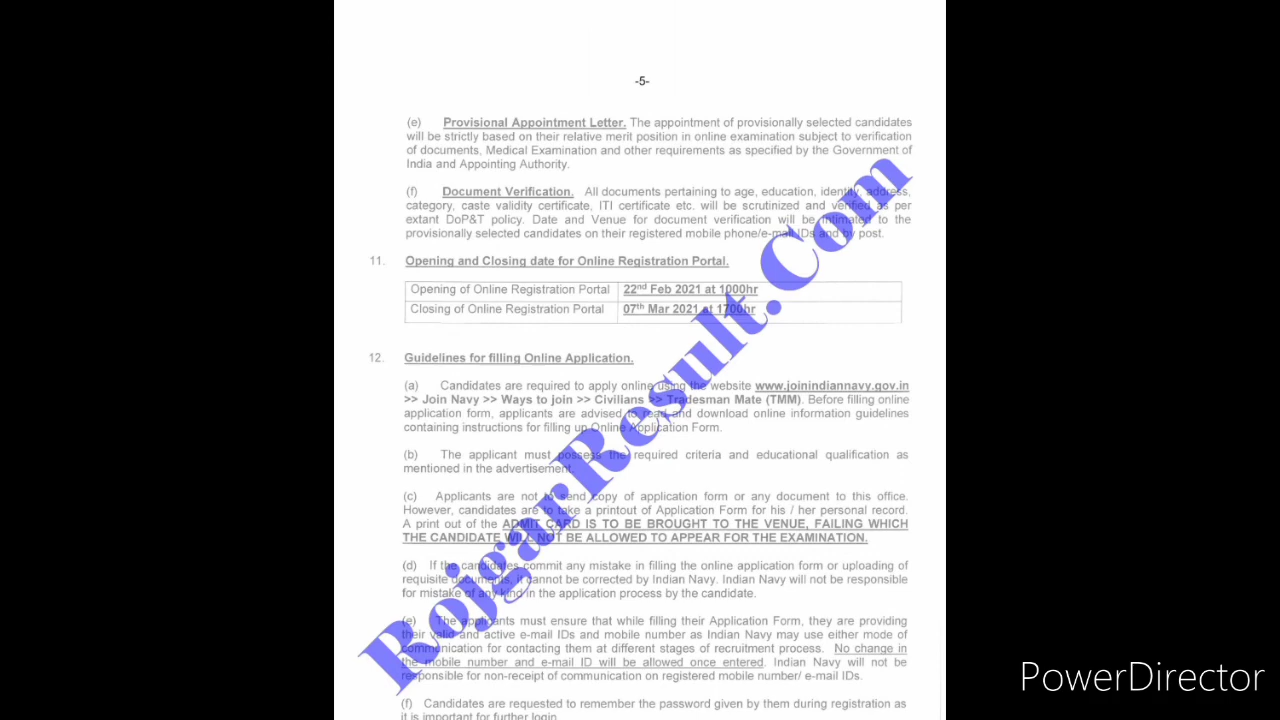 -5-
(e) Provisional Appointment Letter. The appointment of provisionally selected candidates
will be strictly based on their relative merit position in online examination subject to verification
of documents, Medical Examination and other requirements as specified by the Government of
India and Appointing Authority.
(f) Document Verification. All documents pertaining to age, education, identity, address,
category, caste validity certificate, ITI certificate etc. will be scrutinized and verified as per
extant DoP&T policy. Date and Venue for document verification will be intimated to the
provisionally selected candidates on their registered mobile phone/e-mail IDs and by post.
11. Opening and Closing date for Online Registration Portal.
Opening of Online Registration Portal 22nd Feb 2021 at 1000hr
Closing of Online Registration Portal 07th Mar 2021 at 1700hr
12. Guidelines for filling Online Application.
(a) Candidates are required to apply online using the website www.joinindiannavy.gov.in
>> Join Navy >> Ways to join >> Civilians >> Tradesman Mate (TMM). Before filling online
application form, applicants are advised to read and download online information guidelines
containing instructions for filling up Online Application Form.
(b) The applicant must possess the required criteria and educational qualification as
mentioned in the advertisement.
(c) Applicants are not to send copy of application form or any document to this office.
However, candidates are to take a printout of Application Form for his / her personal record.
A print out of the ADMIT CARD IS TO BE BROUGHT TO THE VENUE, FAILING WHICH
THE CANDIDATE WILL NOT BE ALLOWED TO APPEAR FOR THE EXAMINATION.
(d) If the candidates commit any mistake in filling the online application form or uploading of
requisite documents, it cannot be corrected by Indian Navy. Indian Navy will not be responsible
for mistake of any kind in the application process by the candidate.
(e) The applicants must ensure that while filling their Application Form, they are providing
their valid and active e-mail IDs and mobile number as Indian Navy may use either mode of
communication for contacting them at different stages of recruitment process. No change in
the mobile number and e-mail ID will be allowed once entered. Indian Navy will not be
responsible for non-receipt of communication on registered mobile number/ e-mail IDs.
(f) Candidates are requested to remember the password given by them during registration as
it is important for further login.
RojgarResult.Com
PowerDirector